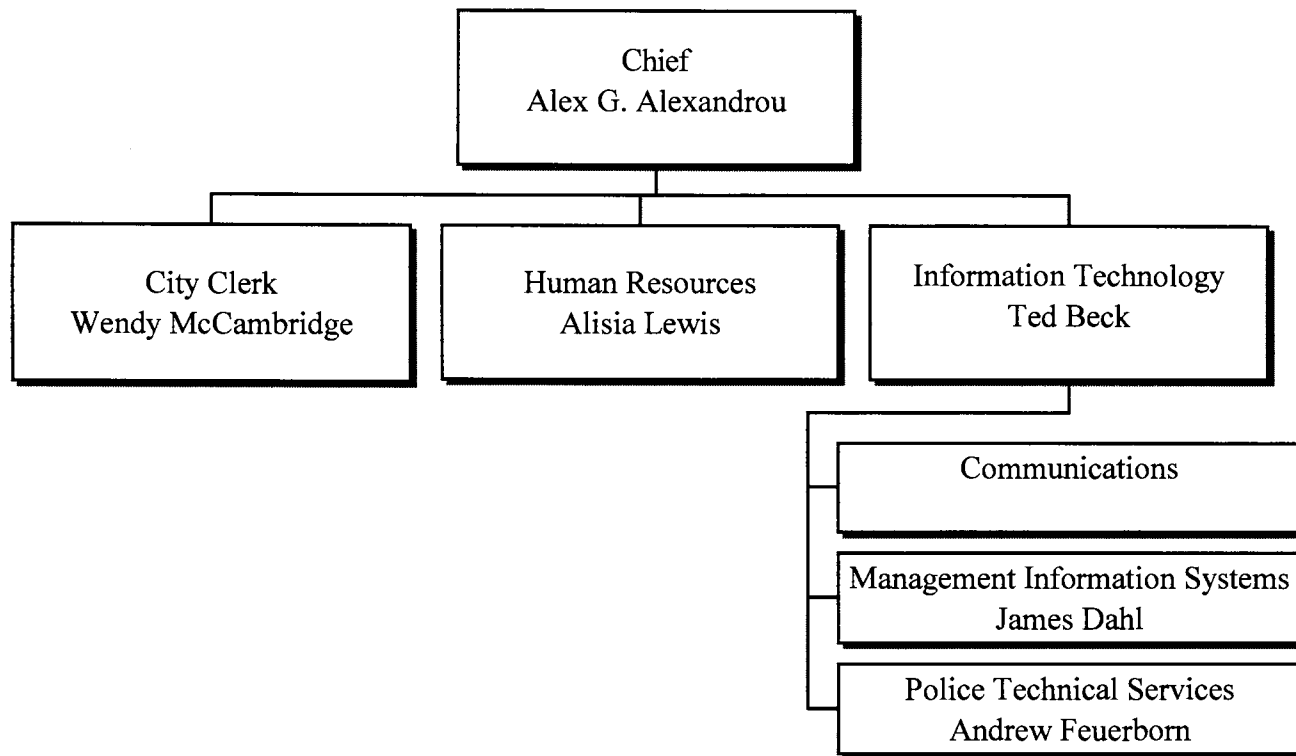 Chief
Alex G. Alexandrou
City Clerk
Wendy McCambridge
Human Resources
Alisia Lewis
Information Technology
Ted Beck
Communications
Management Information Systems
James Dahl
Police Technical Services
Andrew Feuerborn